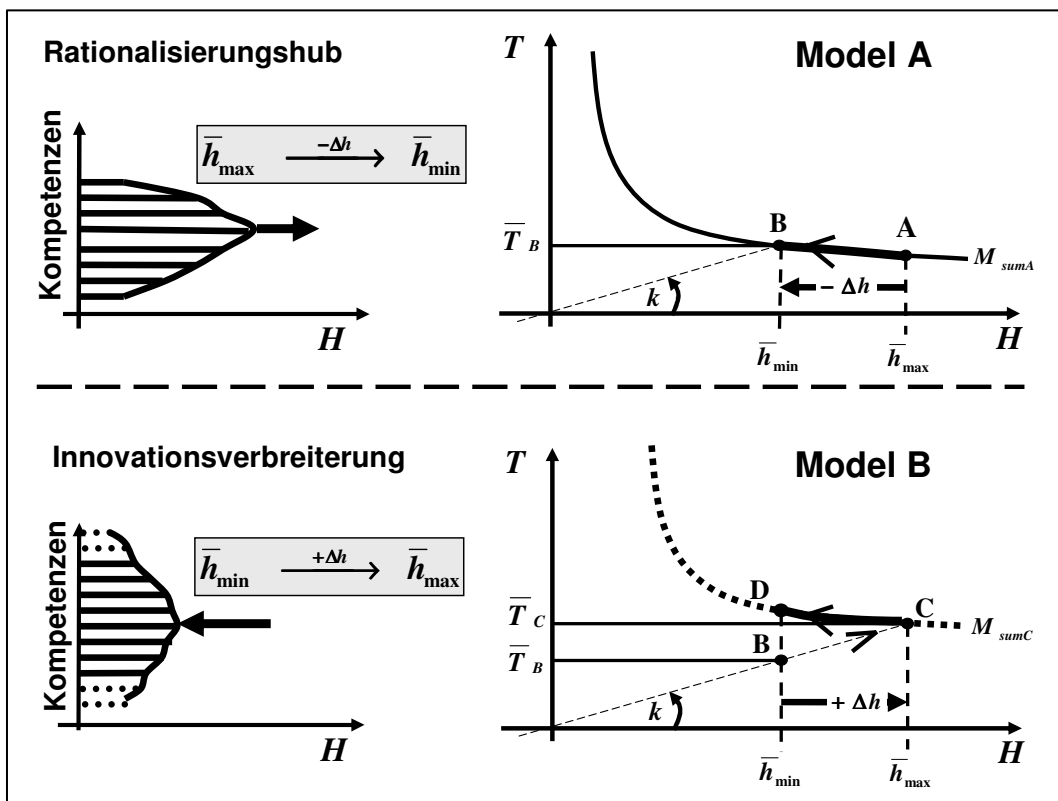 Rationalisierungshub
Kompetenzen
h̄max −Δh h̄min
H
Model A
T
T̄ B
B
A
M sumA
k
− Δh
H
h̄min
h̄max
Innovationsverbreiterung
Kompetenzen
h̄min +Δh h̄max
H
Model B
T
D
T̄ C
C
M sumC
B
T̄ B
k
+ Δh
H
h̄min
h̄max